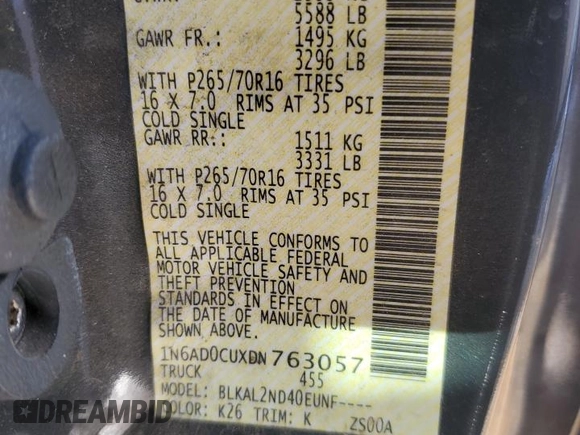 5588 LB
GAWR FR.: 1495 KG
3296 LB
WITH P265/70R16 TIRES
16 X 7.0 RIMS AT 35 PSI
COLD SINGLE
GAWR RR.: 1511 KG
3331 LB
WITH P265/70R16 TIRES
16 X 7.0 RIMS AT 35 PSI
COLD SINGLE
THIS VEHICLE CONFORMS TO
ALL APPLICABLE FEDERAL
MOTOR VEHICLE SAFETY AND
THEFT PREVENTION
STANDARDS IN EFFECT ON
THE DATE OF MANUFACTURE
SHOWN ABOVE.
1N6AD0CUXDN763057
TRUCK 455
MODEL: BLKAL2ND40EUNF----
COLOR: K26 TRIM: K ZS00A
FAXVIN.COM